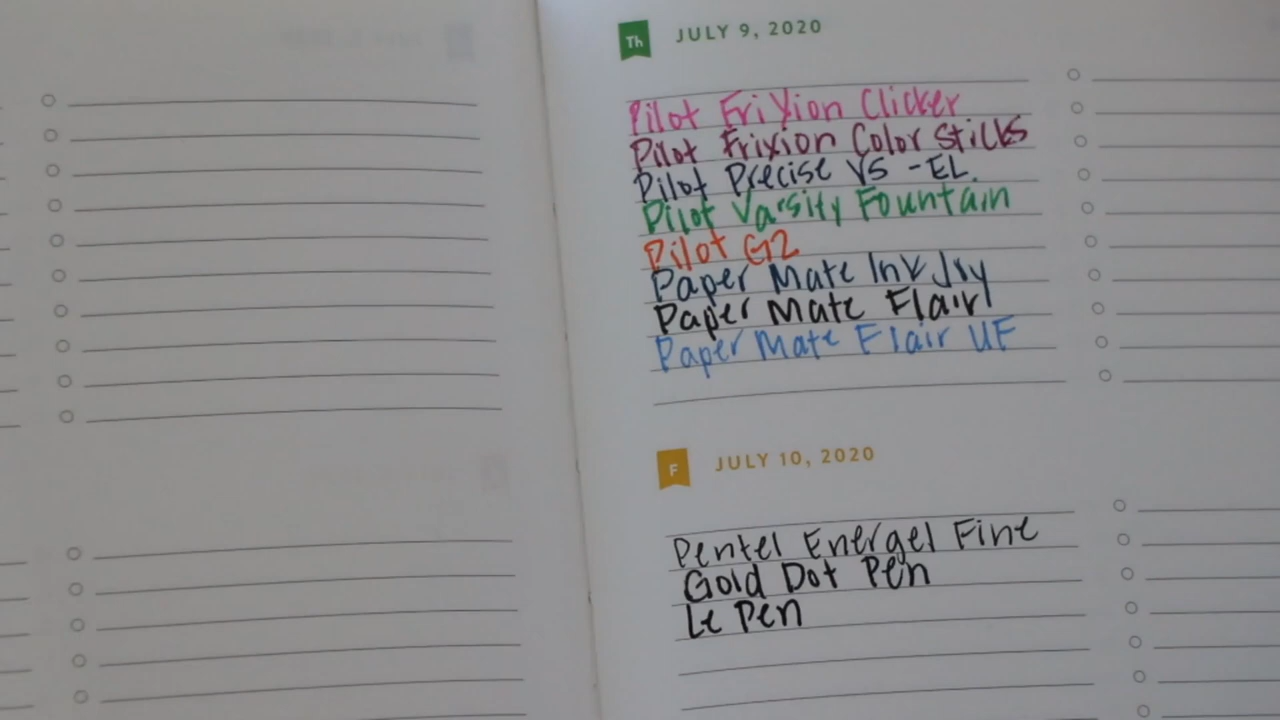 Th JULY 9, 2020
Pilot FriXion Clicker
Pilot Frixion Color Sticks
Pilot Precise V5 -EL.
Pilot Varsity Fountain
Pilot G2
Paper Mate Ink Joy
Paper Mate Flair
Paper Mate Flair UF
F JULY 10, 2020
Pentel Energel Fine
Gold Dot Pen
Le Pen